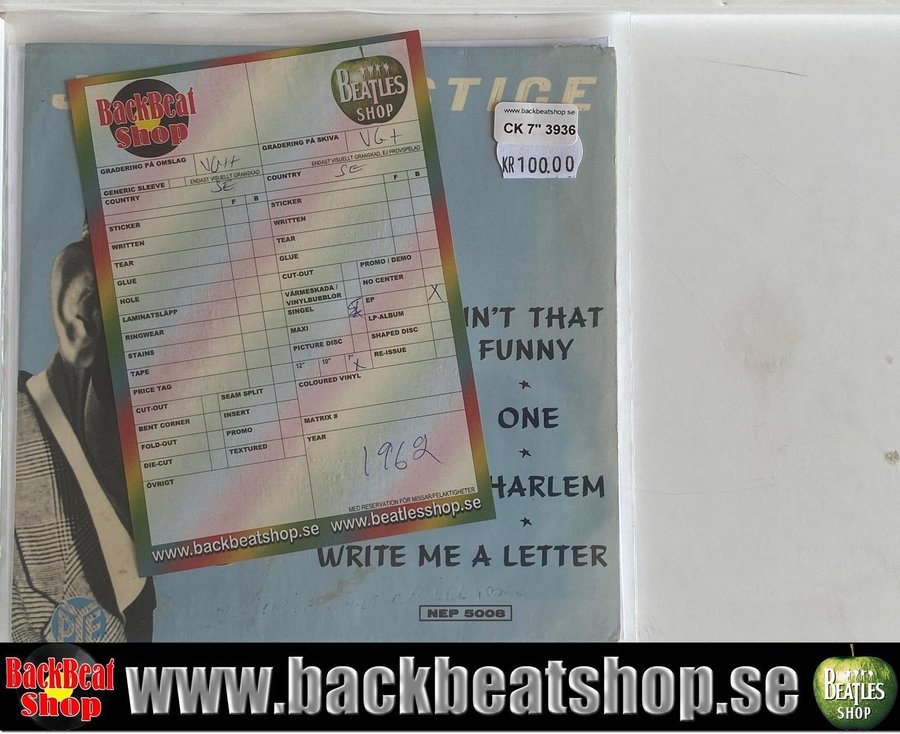 J
TICE
BackBeat
Shop
BEATLES
SHOP
www.backbeatshop.se
CK 7" 3936
KR 100.00
GRADERING PÅ OMSLAG VG+
GRADERING PÅ SKIVA VG+
ENDAST VISUELLT GRANSKAD
ENDAST VISUELLT GRANSKAD, EJ PROVSPELAD
GENERIC SLEEVE
COUNTRY SE
F B
STICKER
WRITTEN
TEAR
GLUE
HOLE
LAMINATSLÄPP
RINGWEAR
STAINS
TAPE
PRICE TAG
CUT-OUT
SEAM SPLIT
BENT CORNER
INSERT
FOLD-OUT
PROMO
DIE-CUT
TEXTURED
ÖVRIGT
COUNTRY SE
F B
STICKER
WRITTEN
TEAR
GLUE
CUT-OUT
PROMO / DEMO
VÄRMESKADA /
VINYLBUBBLOR
NO CENTER
SINGEL
EP X
MAXI
LP-ALBUM
PICTURE DISC
SHAPED DISC
12" 10" 7" X
RE-ISSUE
COLOURED VINYL
MATRIX #
YEAR
1962
MED RESERVATION FÖR MISSAR/FELAKTIGHETER
www.backbeatshop.se www.beatlesshop.se
IN'T THAT
FUNNY
ONE
HARLEM
WRITE ME A LETTER
NEP 5008
PYE
BackBeat
Shop
www.backbeatshop.se
BEATLES
SHOP